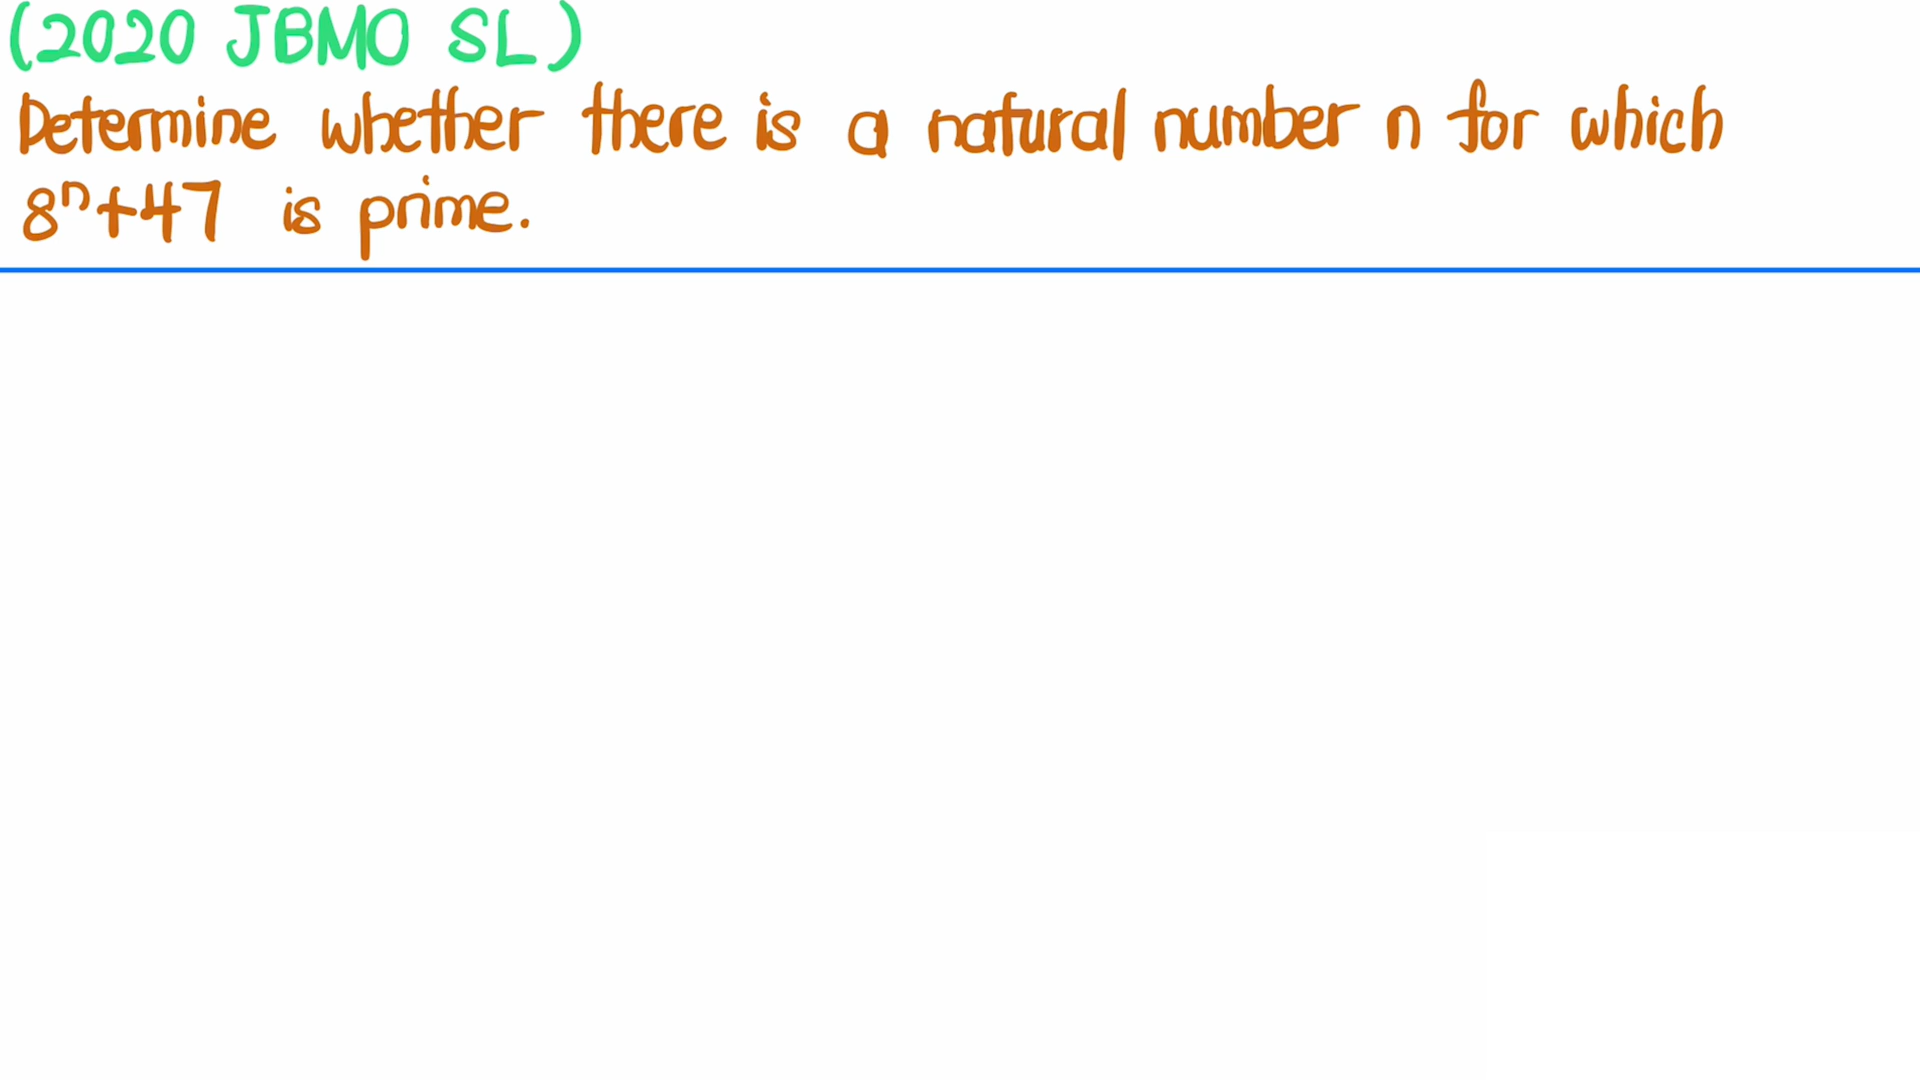 (2020 JBMO SL)
Determine whether there is a natural number n for which
8ⁿ+47 is prime.